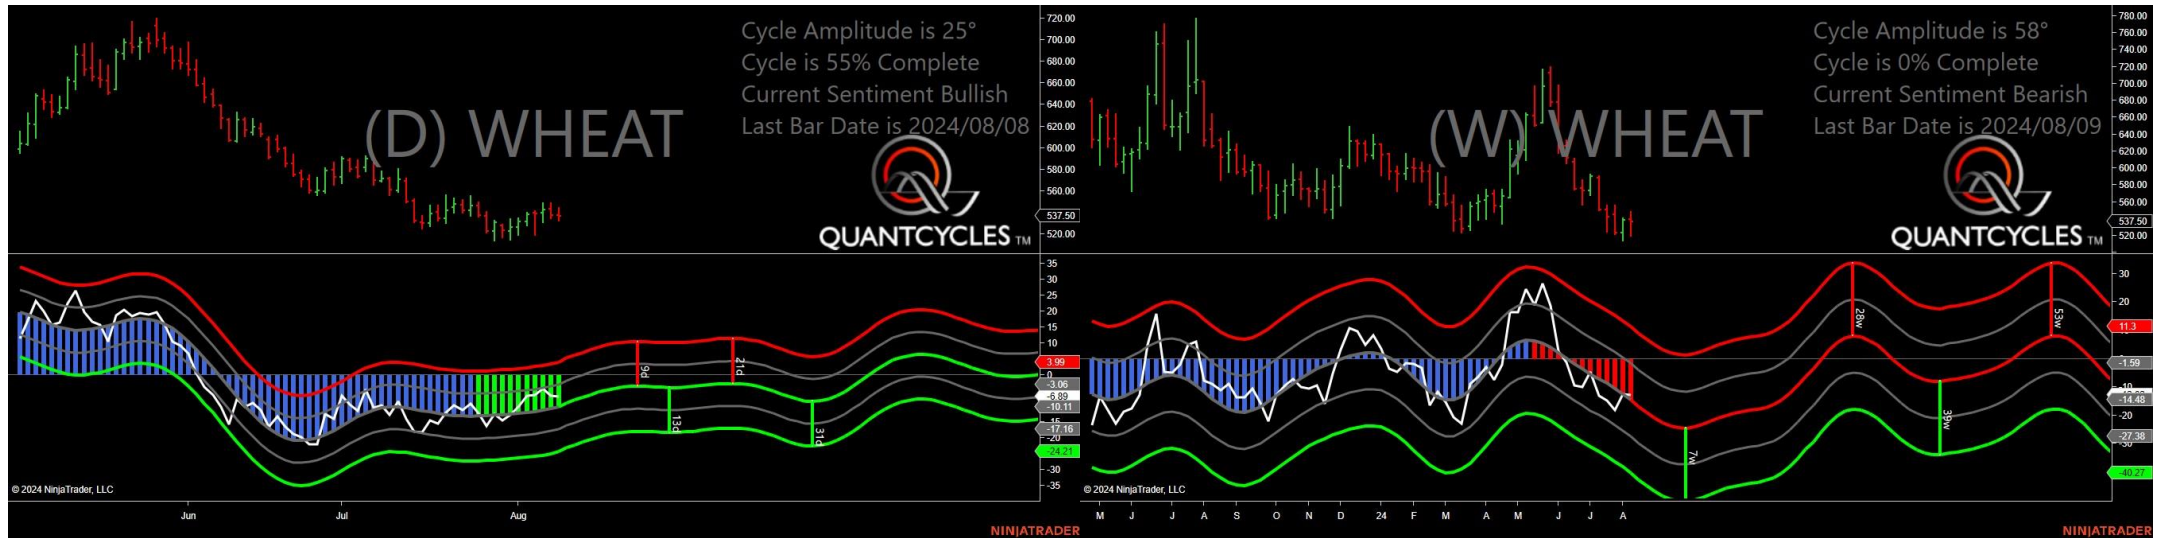 Cycle Amplitude is 25°
Cycle is 55% Complete
Current Sentiment Bullish
Last Bar Date is 2024/08/08
(D) WHEAT
QUANTCYCLES TM
720.00
700.00
680.00
660.00
640.00
620.00
600.00
580.00
560.00
537.50
520.00
35
30
25
20
15
10
3.99
0
-3.06
-6.89
-10.11
-15
-17.16
-20
-24.21
-30
-35
9d
21d
13d
31d
© 2024 NinjaTrader, LLC
Jun
Jul
Aug
NINJATRADER
Cycle Amplitude is 58°
Cycle is 0% Complete
Current Sentiment Bearish
Last Bar Date is 2024/08/09
(W) WHEAT
QUANTCYCLES TM
780.00
760.00
740.00
720.00
700.00
680.00
660.00
640.00
620.00
600.00
580.00
560.00
537.50
520.00
30
20
11.3
-1.59
-10
-14.48
-20
-27.38
-40.27
28w
53w
39w
7w
© 2024 NinjaTrader, LLC
M J J A S O N D 24 F M A M J J A
NINJATRADER